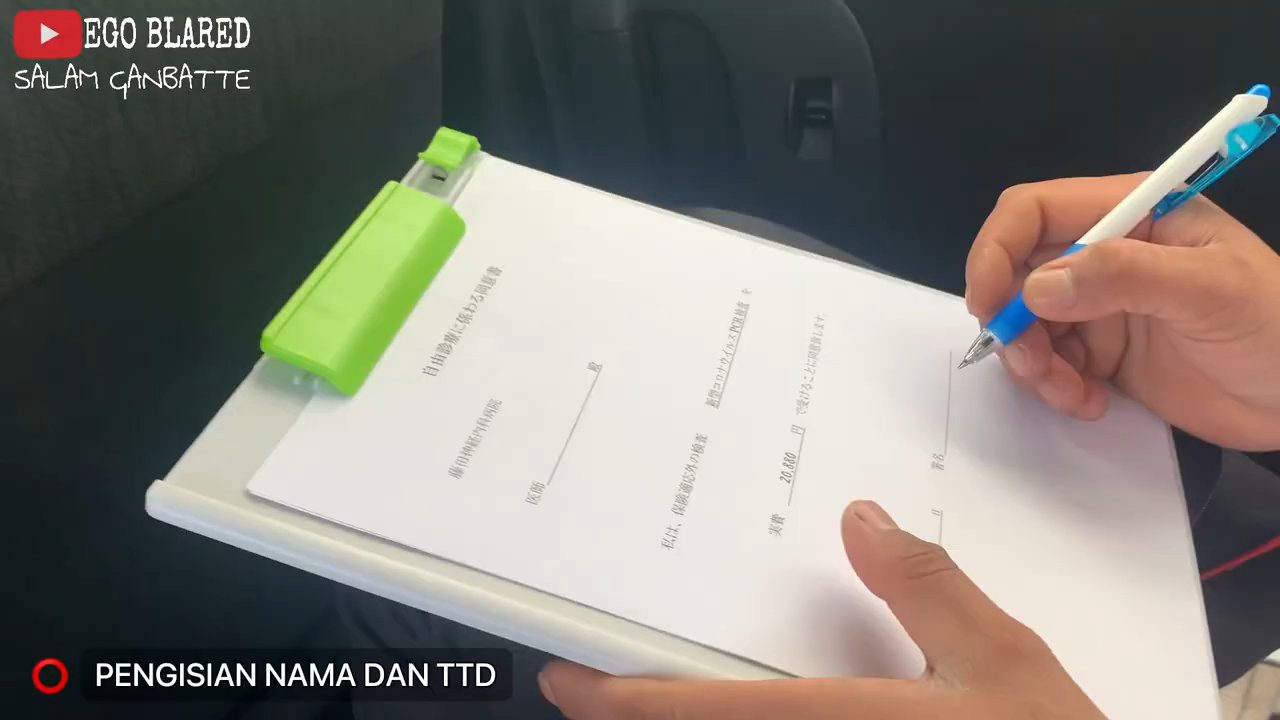 EGO BLARED
SALAM GANBATTE
自由診療に係わる同意書
藤田神経内科病院
医師 殿
私は、保険適応外の検査 新型コロナウイルスPCR検査 を
実費 20,880 円 で受けることに同意致します。
日 署名
PENGISIAN NAMA DAN TTD